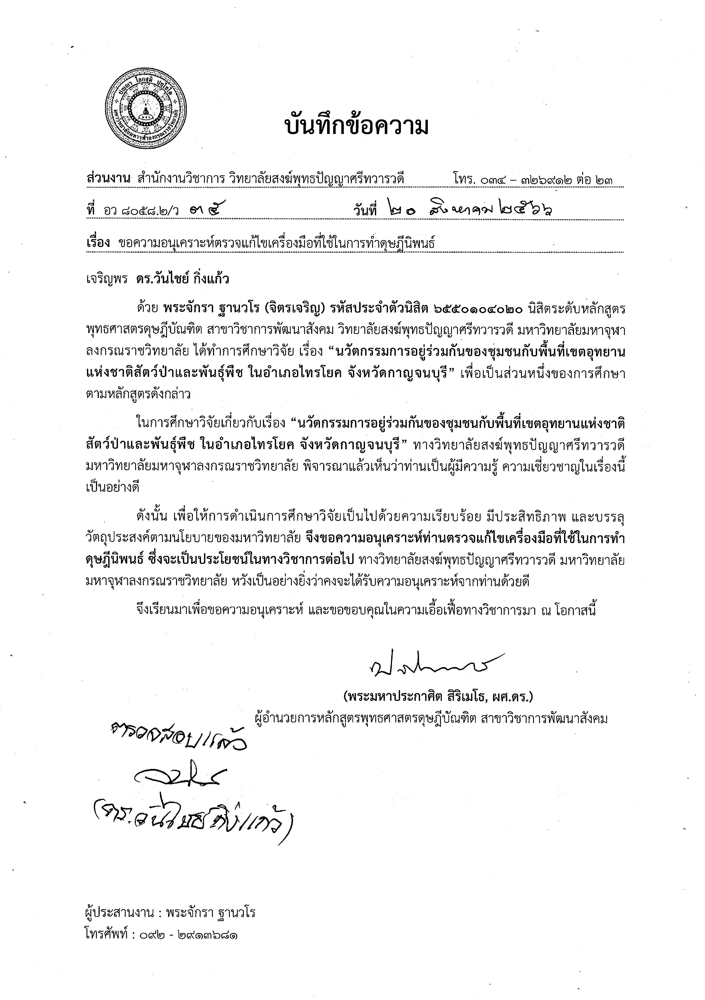 ปญฺญา โลกสฺมิ ปชฺโชโต
มหาวิทยาลัยมหาจุฬาลงกรณราชวิทยาลัย
บันทึกข้อความ
ส่วนงาน สำนักงานวิชาการ วิทยาลัยสงฆ์พุทธปัญญาศรีทวารวดี โทร. ๐๓๔ – ๓๒๖๙๑๒ ต่อ ๒๓
ที่ อว ๘๐๕๘.๒/ว ๓๕ วันที่ ๒๐ สิงหาคม ๒๕๖๖
เรื่อง ขอความอนุเคราะห์ตรวจแก้ไขเครื่องมือที่ใช้ในการทำดุษฎีนิพนธ์
เจริญพร ดร.วันไชย์ กิ่งแก้ว
ด้วย พระจักรา ฐานวโร (จิตรเจริญ) รหัสประจำตัวนิสิต ๖๕๕๐๑๐๔๐๒๐ นิสิตระดับหลักสูตร
พุทธศาสตรดุษฎีบัณฑิต สาขาวิชาการพัฒนาสังคม วิทยาลัยสงฆ์พุทธปัญญาศรีทวารวดี มหาวิทยาลัยมหาจุฬา
ลงกรณราชวิทยาลัย ได้ทำการศึกษาวิจัย เรื่อง “นวัตกรรมการอยู่ร่วมกันของชุมชนกับพื้นที่เขตอุทยาน
แห่งชาติสัตว์ป่าและพันธุ์พืช ในอำเภอไทรโยค จังหวัดกาญจนบุรี” เพื่อเป็นส่วนหนึ่งของการศึกษา
ตามหลักสูตรดังกล่าว
ในการศึกษาวิจัยเกี่ยวกับเรื่อง “นวัตกรรมการอยู่ร่วมกันของชุมชนกับพื้นที่เขตอุทยานแห่งชาติ
สัตว์ป่าและพันธุ์พืช ในอำเภอไทรโยค จังหวัดกาญจนบุรี” ทางวิทยาลัยสงฆ์พุทธปัญญาศรีทวารวดี
มหาวิทยาลัยมหาจุฬาลงกรณราชวิทยาลัย พิจารณาแล้วเห็นว่าท่านเป็นผู้มีความรู้ ความเชี่ยวชาญในเรื่องนี้
เป็นอย่างดี
ดังนั้น เพื่อให้การดำเนินการศึกษาวิจัยเป็นไปด้วยความเรียบร้อย มีประสิทธิภาพ และบรรลุ
วัตถุประสงค์ตามนโยบายของมหาวิทยาลัย จึงขอความอนุเคราะห์ท่านตรวจแก้ไขเครื่องมือที่ใช้ในการทำ
ดุษฎีนิพนธ์ ซึ่งจะเป็นประโยชน์ในทางวิชาการต่อไป ทางวิทยาลัยสงฆ์พุทธปัญญาศรีทวารวดี มหาวิทยาลัย
มหาจุฬาลงกรณราชวิทยาลัย หวังเป็นอย่างยิ่งว่าคงจะได้รับความอนุเคราะห์จากท่านด้วยดี
จึงเรียนมาเพื่อขอความอนุเคราะห์ และขอขอบคุณในความเอื้อเฟื้อทางวิชาการมา ณ โอกาสนี้
(พระมหาประกาศิต สิริเมโธ, ผศ.ดร.)
ผู้อำนวยการหลักสูตรพุทธศาสตรดุษฎีบัณฑิต สาขาวิชาการพัฒนาสังคม
ตรวจสอบแล้ว
(ดร.วันไชย์ กิ่งแก้ว)
ผู้ประสานงาน : พระจักรา ฐานวโร
โทรศัพท์ : ๐๙๒ - ๒๙๑๓๖๘๑